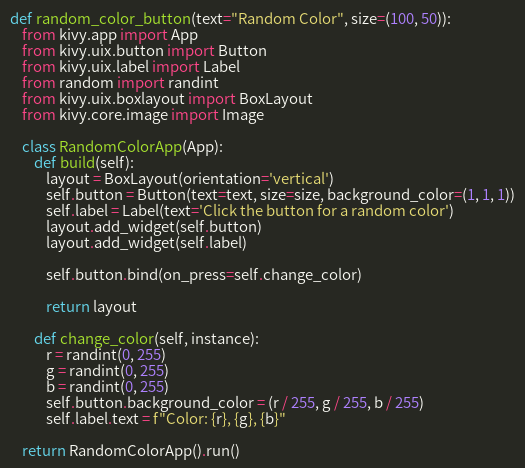 def random_color_button(text="Random Color", size=(100, 50)):
    from kivy.app import App
    from kivy.uix.button import Button
    from kivy.uix.label import Label
    from random import randint
    from kivy.uix.boxlayout import BoxLayout
    from kivy.core.image import Image

    class RandomColorApp(App):
        def build(self):
            layout = BoxLayout(orientation='vertical')
            self.button = Button(text=text, size=size, background_color=(1, 1, 1))
            self.label = Label(text='Click the button for a random color')
            layout.add_widget(self.button)
            layout.add_widget(self.label)

            self.button.bind(on_press=self.change_color)

            return layout

        def change_color(self, instance):
            r = randint(0, 255)
            g = randint(0, 255)
            b = randint(0, 255)
            self.button.background_color = (r / 255, g / 255, b / 255)
            self.label.text = f"Color: {r}, {g}, {b}"

    return RandomColorApp().run()